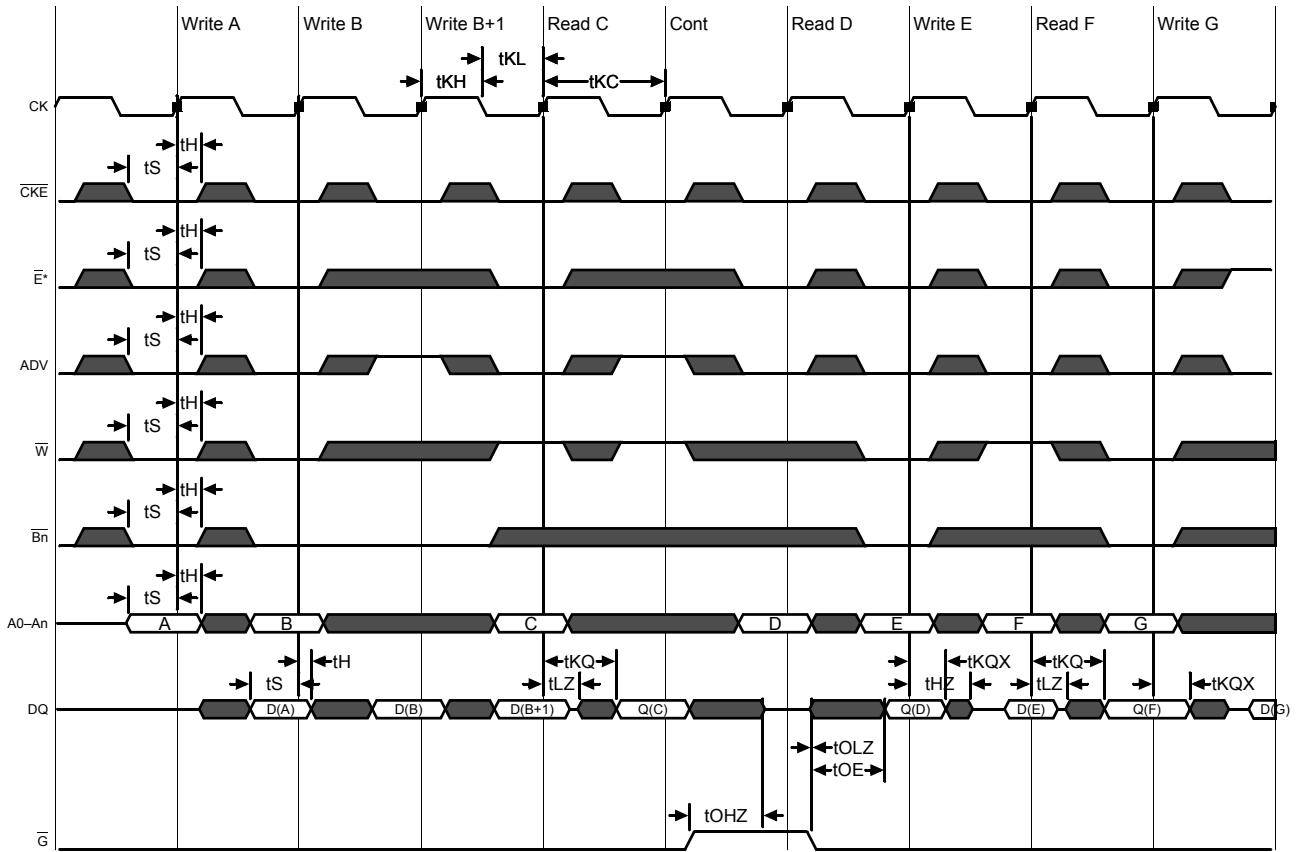 Write A Write B Write B+1 Read C Cont Read D Write E Read F Write G
tKL
tKH tKC
CK
tH
tS
CKE
tH
tS
E*
tH
tS
ADV
tH
tS
W
tH
tS
Bn
tH
tS
A0–An A B C D E F G
tH tKQ tKQX tKQ
tS tLZ tHZ tLZ tKQX
DQ D(A) D(B) D(B+1) Q(C) Q(D) D(E) Q(F) D(G)
tOLZ
tOE
tOHZ
G